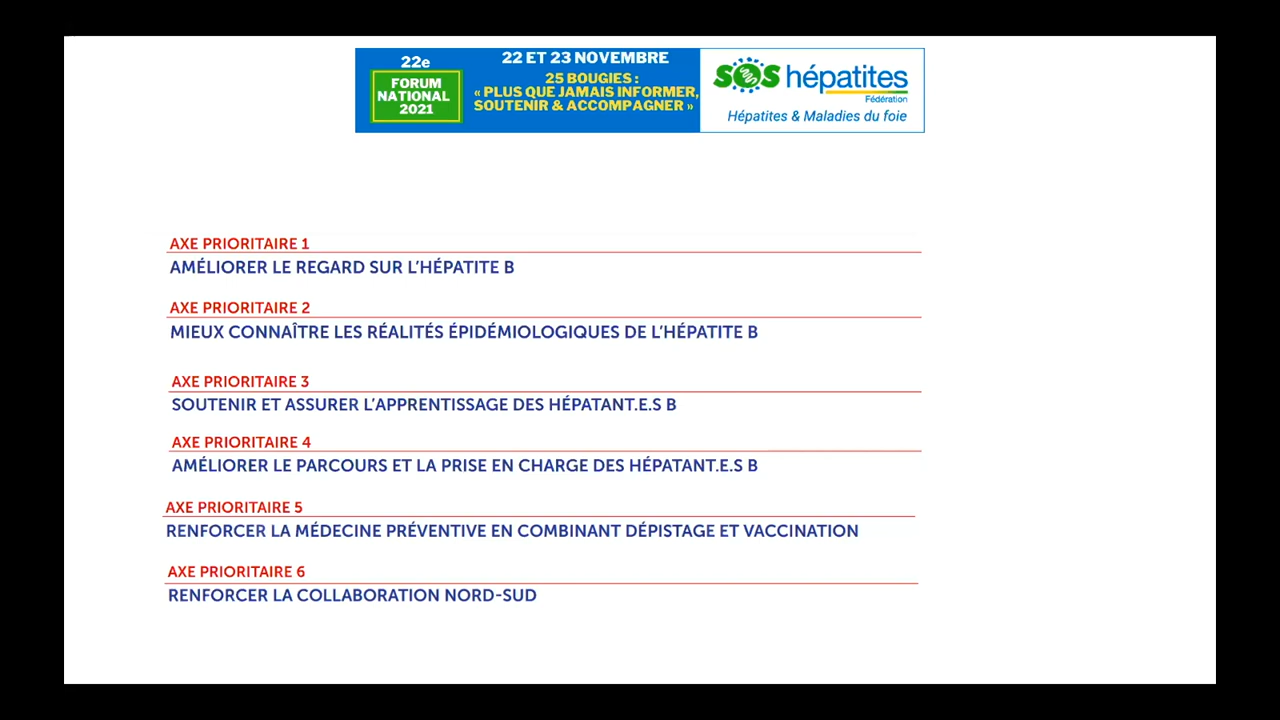 22e
FORUM
NATIONAL
2021
22 ET 23 NOVEMBRE
25 BOUGIES :
« PLUS QUE JAMAIS INFORMER,
SOUTENIR & ACCOMPAGNER »
SOS hépatites
Fédération
Hépatites & Maladies du foie
AXE PRIORITAIRE 1
AMÉLIORER LE REGARD SUR L'HÉPATITE B
AXE PRIORITAIRE 2
MIEUX CONNAÎTRE LES RÉALITÉS ÉPIDÉMIOLOGIQUES DE L'HÉPATITE B
AXE PRIORITAIRE 3
SOUTENIR ET ASSURER L'APPRENTISSAGE DES HÉPATANT.E.S B
AXE PRIORITAIRE 4
AMÉLIORER LE PARCOURS ET LA PRISE EN CHARGE DES HÉPATANT.E.S B
AXE PRIORITAIRE 5
RENFORCER LA MÉDECINE PRÉVENTIVE EN COMBINANT DÉPISTAGE ET VACCINATION
AXE PRIORITAIRE 6
RENFORCER LA COLLABORATION NORD-SUD